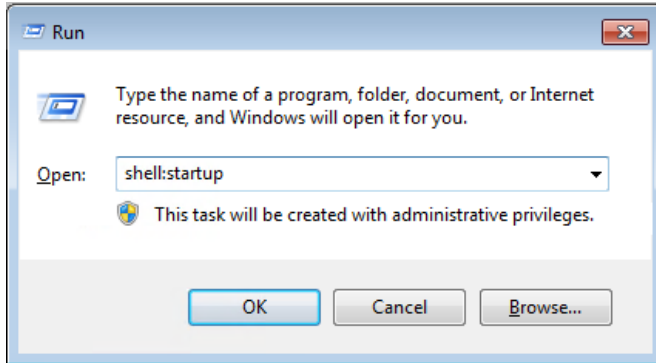 Run
Type the name of a program, folder, document, or Internet
resource, and Windows will open it for you.
Open: shell:startup
This task will be created with administrative privileges.
OK Cancel Browse...